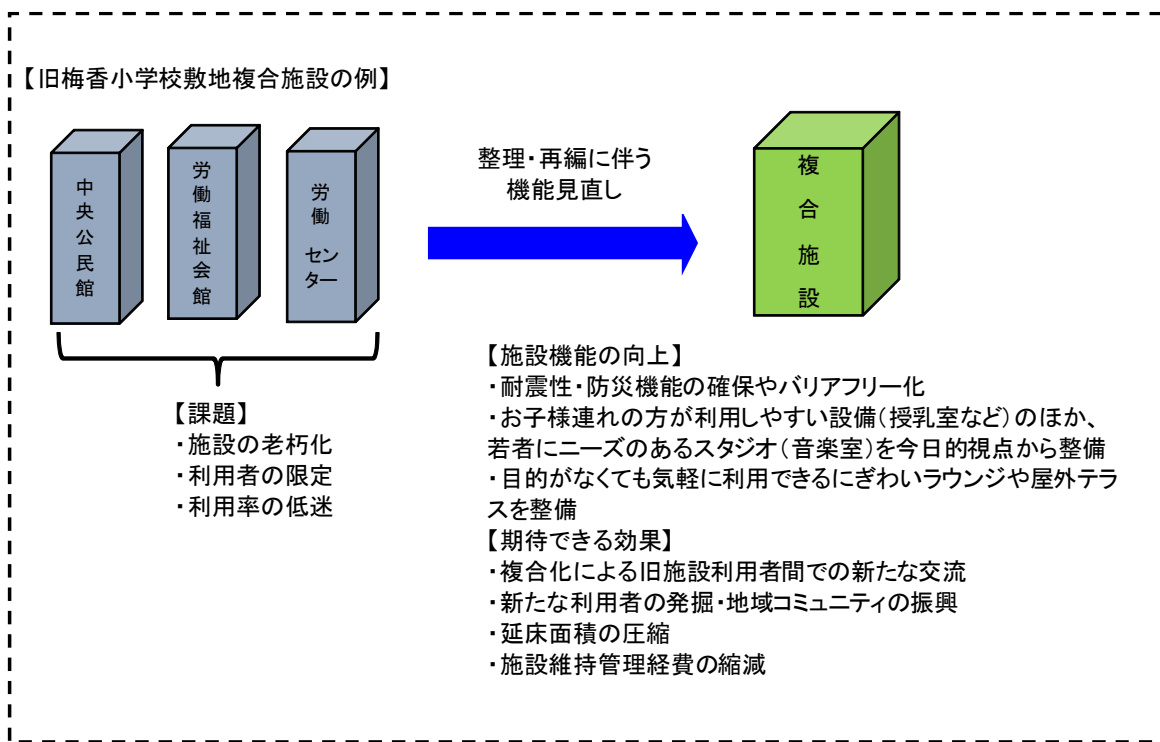 【旧梅香小学校敷地複合施設の例】
中央公民館
労働福祉会館
労働センター
整理・再編に伴う
機能見直し
複合施設
【課題】
・施設の老朽化
・利用者の限定
・利用率の低迷
【施設機能の向上】
・耐震性・防災機能の確保やバリアフリー化
・お子様連れの方が利用しやすい設備(授乳室など)のほか、
若者にニーズのあるスタジオ(音楽室)を今日的視点から整備
・目的がなくても気軽に利用できるにぎわいラウンジや屋外テラ
スを整備
【期待できる効果】
・複合化による旧施設利用者間での新たな交流
・新たな利用者の発掘・地域コミュニティの振興
・延床面積の圧縮
・施設維持管理経費の縮減